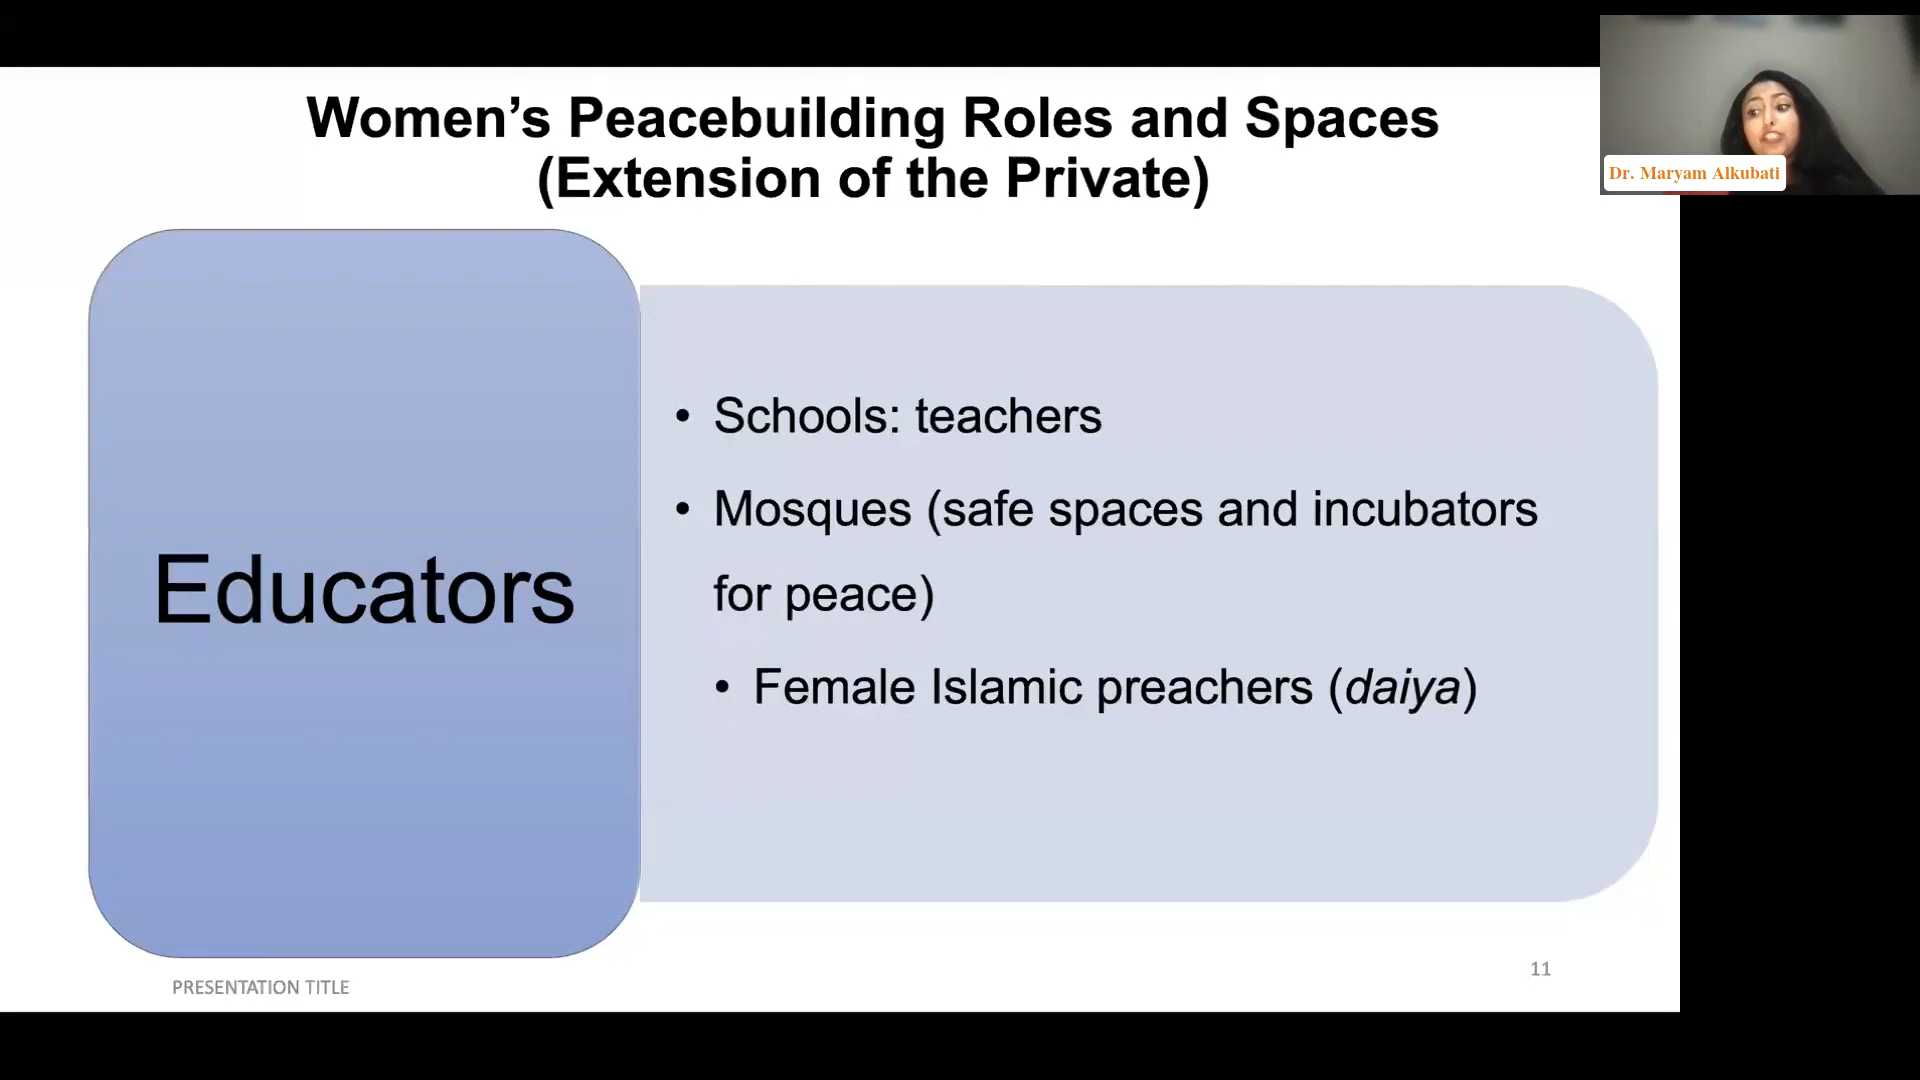 Women’s Peacebuilding Roles and Spaces
(Extension of the Private)
Dr. Maryam Alkubati
Educators
• Schools: teachers
• Mosques (safe spaces and incubators
for peace)
• Female Islamic preachers (daiya)
PRESENTATION TITLE
11